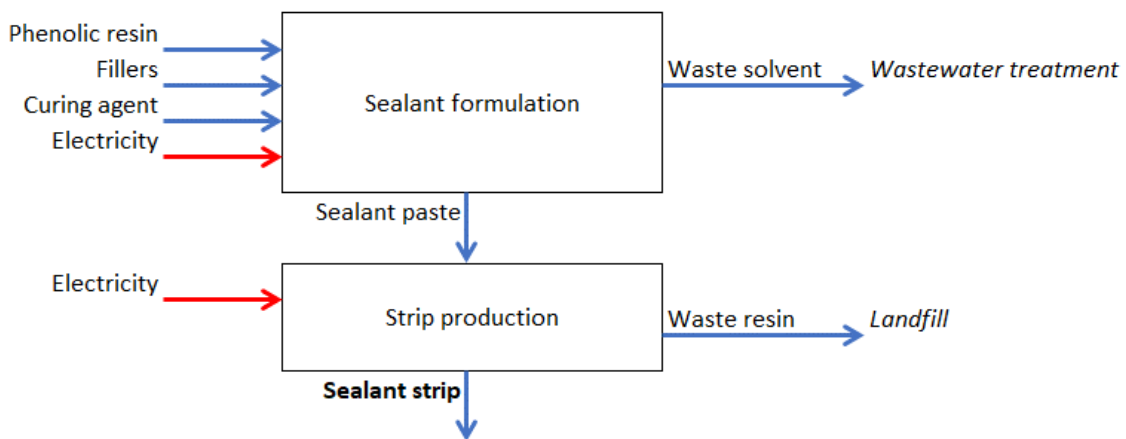 Phenolic resin
Fillers
Curing agent
Electricity
Sealant formulation
Waste solvent
Wastewater treatment
Sealant paste
Electricity
Strip production
Waste resin
Landfill
Sealant strip